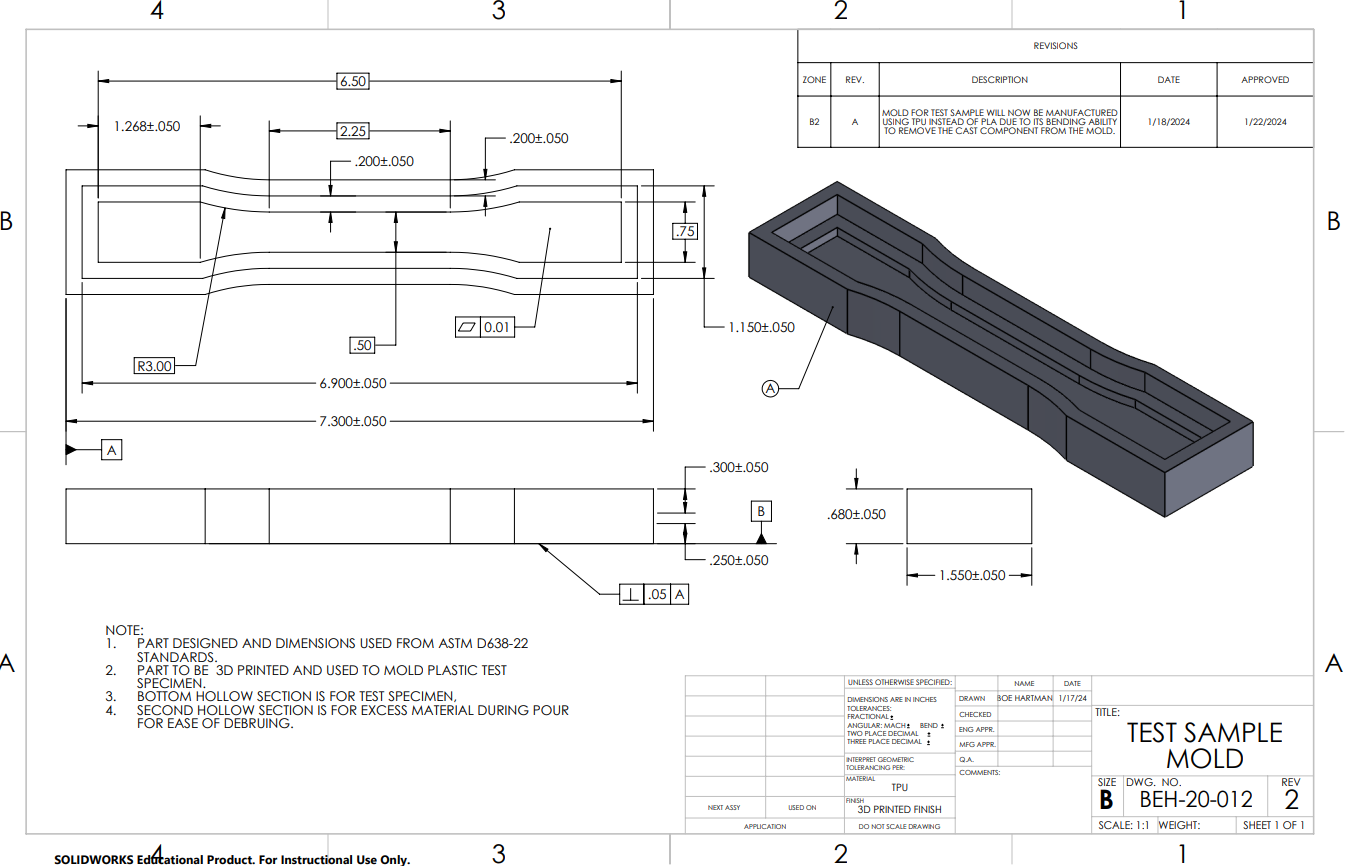 4 3 2 1
REVISIONS
ZONE REV. DESCRIPTION DATE APPROVED
B2 A MOLD FOR TEST SAMPLE WILL NOW BE MANUFACTURED
USING TPU INSTEAD OF PLA DUE TO ITS BENDING ABILITY
TO REMOVE THE CAST COMPONENT FROM THE MOLD.
1/18/2024 1/22/2024
6.50
1.268±.050
2.25
.200±.050
.200±.050
B
B
.75
0.01
1.150±.050
.50
R3.00
6.900±.050
7.300±.050
A
A
.300±.050
B
.680±.050
.250±.050
1.550±.050
⊥ .05 A
NOTE:
1. PART DESIGNED AND DIMENSIONS USED FROM ASTM D638-22
STANDARDS.
2. PART TO BE 3D PRINTED AND USED TO MOLD PLASTIC TEST
SPECIMEN.
3. BOTTOM HOLLOW SECTION IS FOR TEST SPECIMEN,
4. SECOND HOLLOW SECTION IS FOR EXCESS MATERIAL DURING POUR
FOR EASE OF DEBRUING.
A
A
UNLESS OTHERWISE SPECIFIED:
DIMENSIONS ARE IN INCHES
TOLERANCES:
FRACTIONAL ±
ANGULAR: MACH ± BEND ±
TWO PLACE DECIMAL ±
THREE PLACE DECIMAL ±
INTERPRET GEOMETRIC
TOLERANCING PER:
MATERIAL
TPU
FINISH
3D PRINTED FINISH
DO NOT SCALE DRAWING
NEXT ASSY USED ON
APPLICATION
NAME DATE
DRAWN BOE HARTMAN 1/17/24
CHECKED
ENG APPR.
MFG APPR.
Q.A.
COMMENTS:
TITLE:
TEST SAMPLE
MOLD
SIZE DWG. NO. REV
B BEH-20-012 2
SCALE: 1:1 WEIGHT: SHEET 1 OF 1
4 3 2 1
SOLIDWORKS Educational Product. For Instructional Use Only.